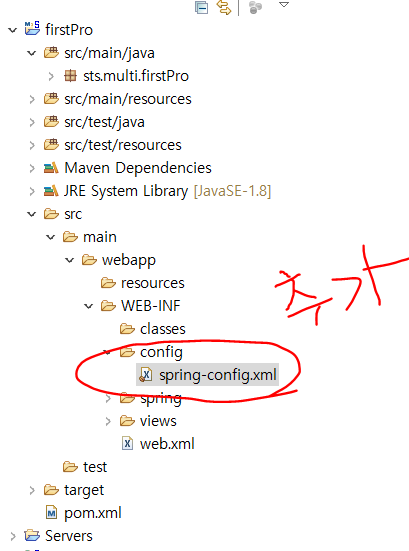 firstPro
src/main/java
sts.multi.firstPro
src/main/resources
src/test/java
src/test/resources
Maven Dependencies
JRE System Library [JavaSE-1.8]
src
main
webapp
resources
WEB-INF
classes
config
spring-config.xml
추가
spring
views
web.xml
test
target
pom.xml
Servers